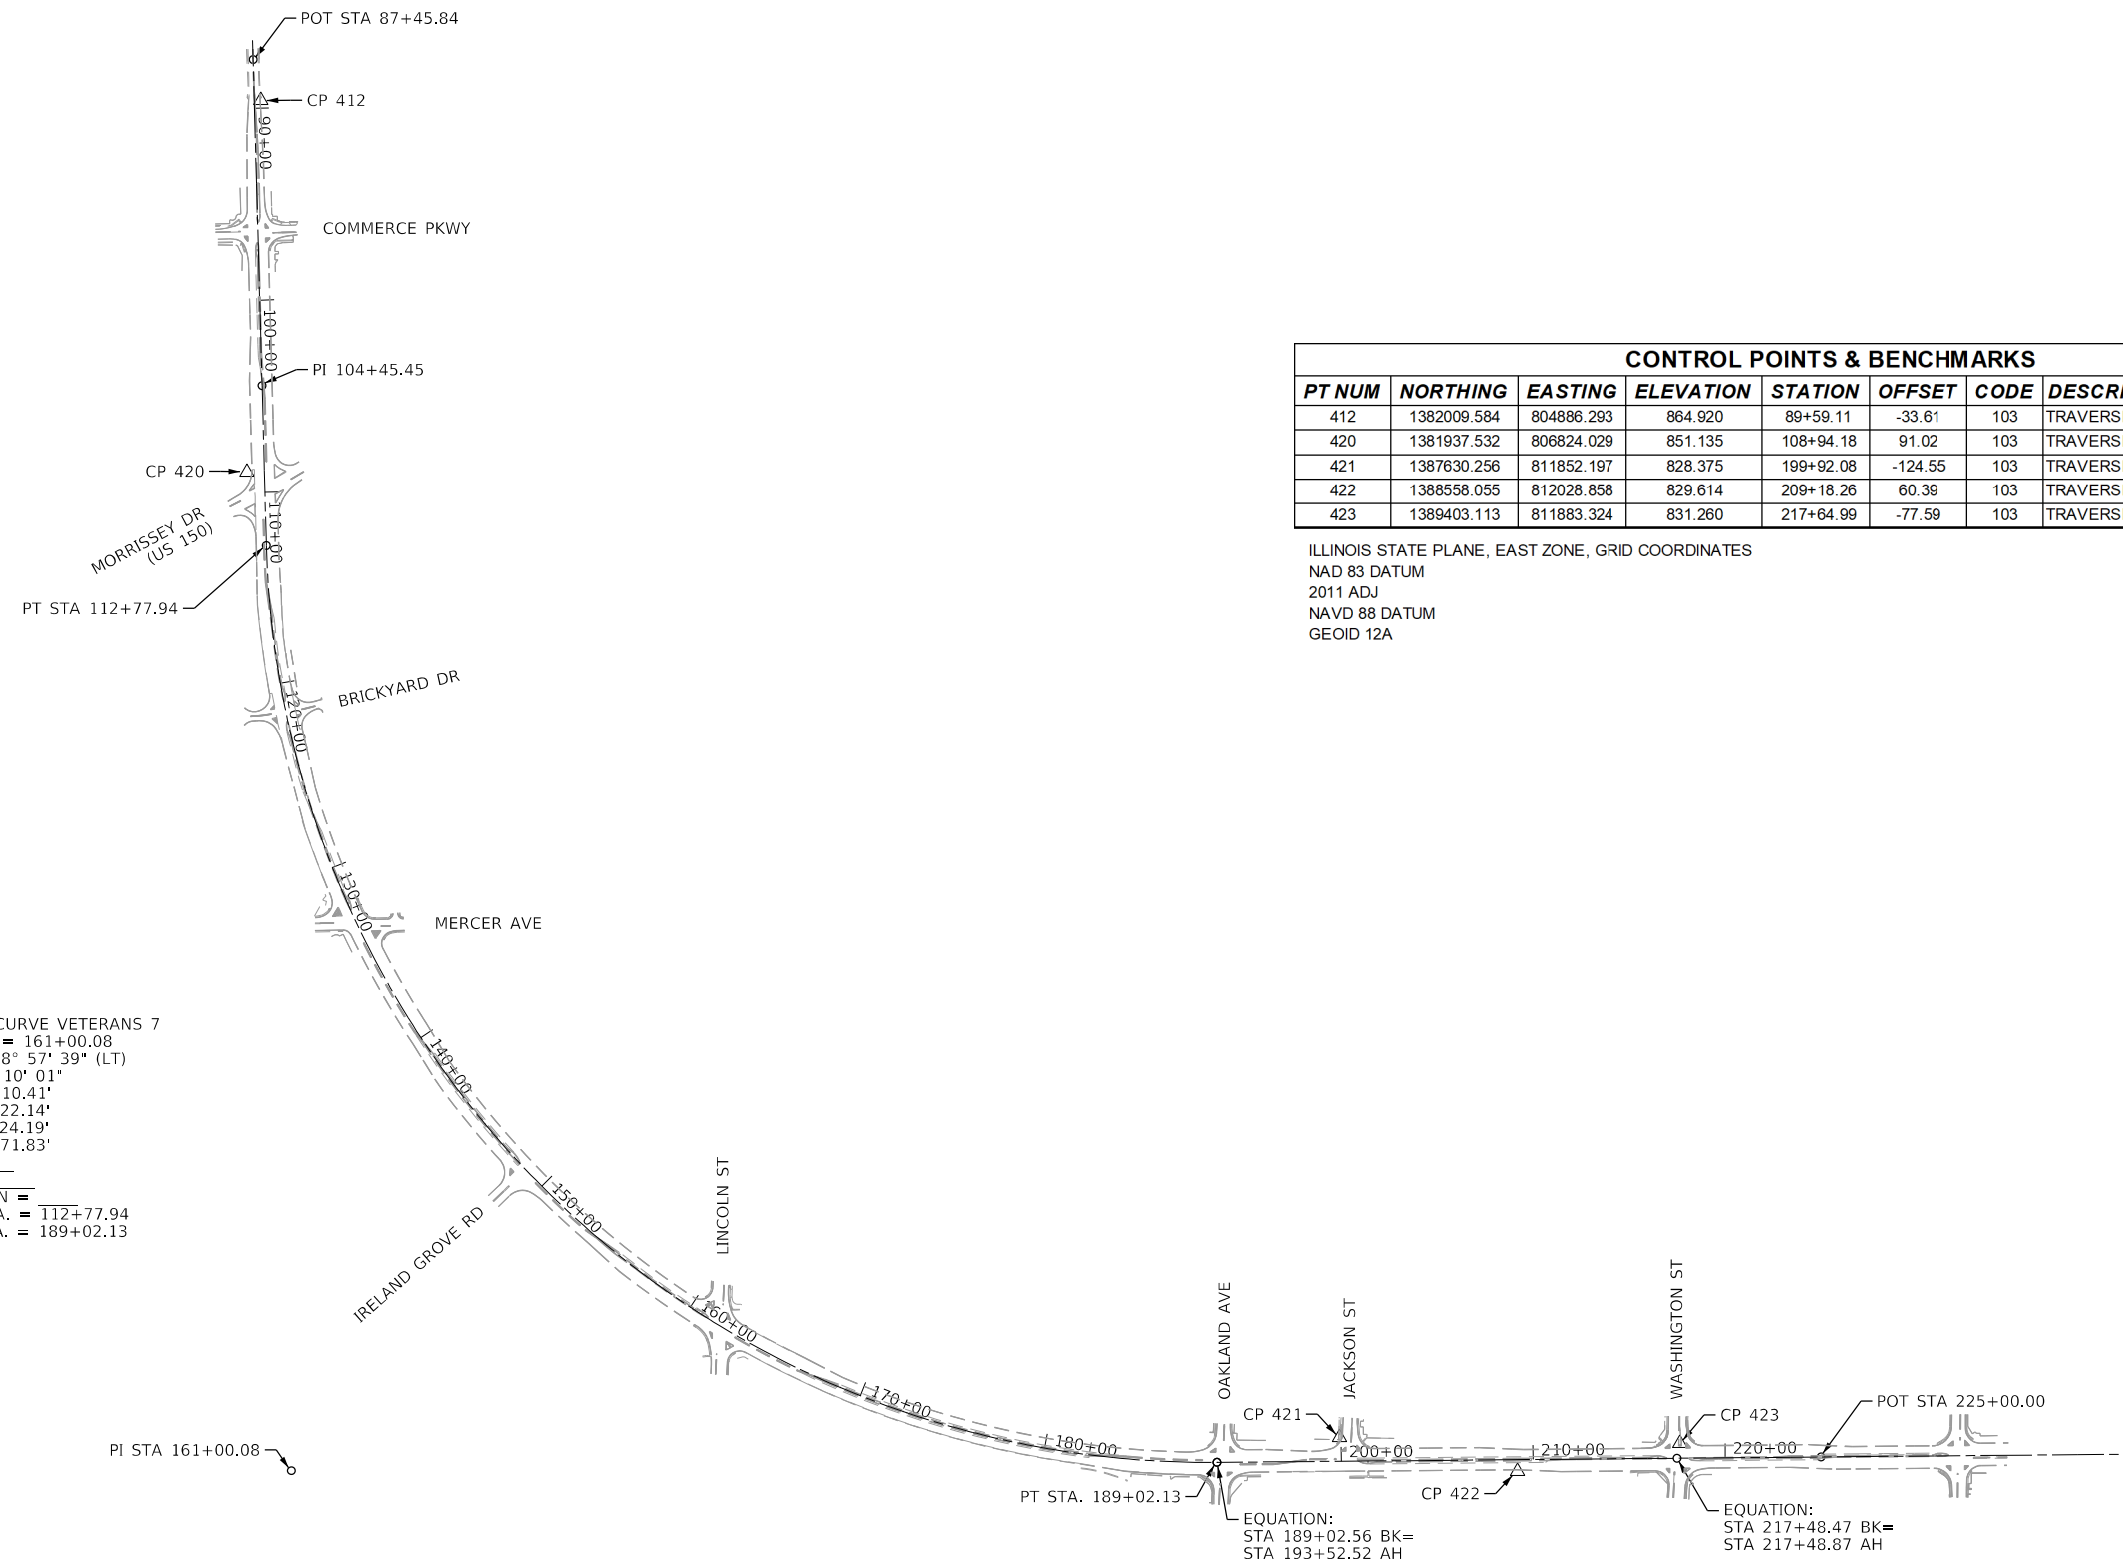 POT STA 87+45.84
CP 412
90+00
COMMERCE PKWY
100+00
PI 104+45.45
CP 420
MORRISSEY DR
(US 150)
110+00
PT STA 112+77.94
BRICKYARD DR
120+00
130+00
MERCER AVE
CONTROL POINTS & BENCHMARKS
PT NUM NORTHING EASTING ELEVATION STATION OFFSET CODE
412 1382009.584 804886.293 864.920 89+59.11 -33.61 103
420 1381937.532 806824.029 851.135 108+94.18 91.02 103
421 1387630.256 811852.197 828.375 199+92.08 -124.55 103
422 1388558.055 812028.858 829.614 209+18.26 60.39 103
423 1389403.113 811883.324 831.260 217+64.99 -77.59 103
ILLINOIS STATE PLANE, EAST ZONE, GRID COORDINATES
NAD 83 DATUM
2011 ADJ
NAVD 88 DATUM
GEOID 12A
CURVE VETERANS 7
= 161+00.08
8° 57' 39" (LT)
10' 01"
10.41'
22.14'
24.19'
71.83'
N =
A. = 112+77.94
A. = 189+02.13
140+00
150+00
IRELAND GROVE RD
LINCOLN ST
160+00
170+00
180+00
PI STA 161+00.08
OAKLAND AVE
JACKSON ST
WASHINGTON ST
CP 421
200+00
210+00
CP 423
220+00
POT STA 225+00.00
PT STA. 189+02.13
CP 422
EQUATION:
STA 189+02.56 BK=
STA 193+52.52 AH
EQUATION:
STA 217+48.47 BK=
STA 217+48.87 AH